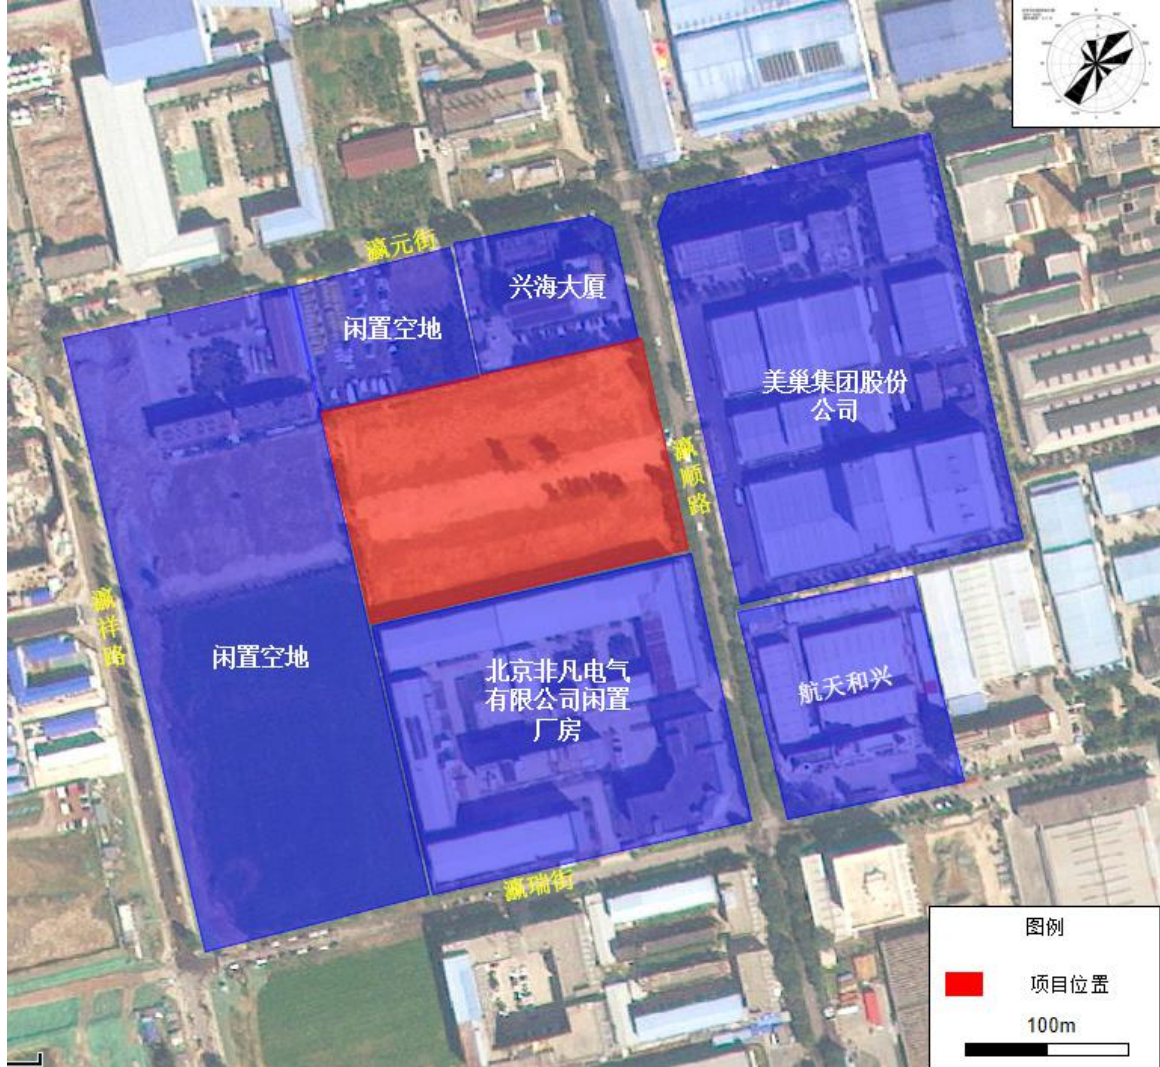 瀛元街
兴海大厦
闲置空地
美巢集团股份
公司
瀛
顺
路
瀛
祥
路
闲置空地
北京非凡电气
有限公司闲置
厂房
航天和兴
瀛瑞街
图例
项目位置
100m